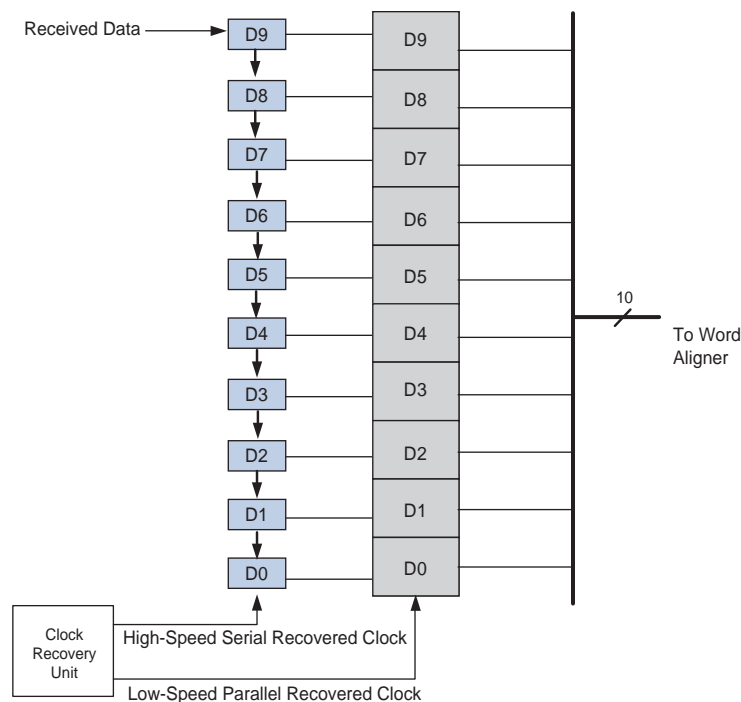 Received Data
D9
D9
D8
D8
D7
D7
D6
D6
D5
D5
10
D4
D4
To Word
Aligner
D3
D3
D2
D2
D1
D1
D0
D0
Clock
Recovery
Unit
High-Speed Serial Recovered Clock
Low-Speed Parallel Recovered Clock